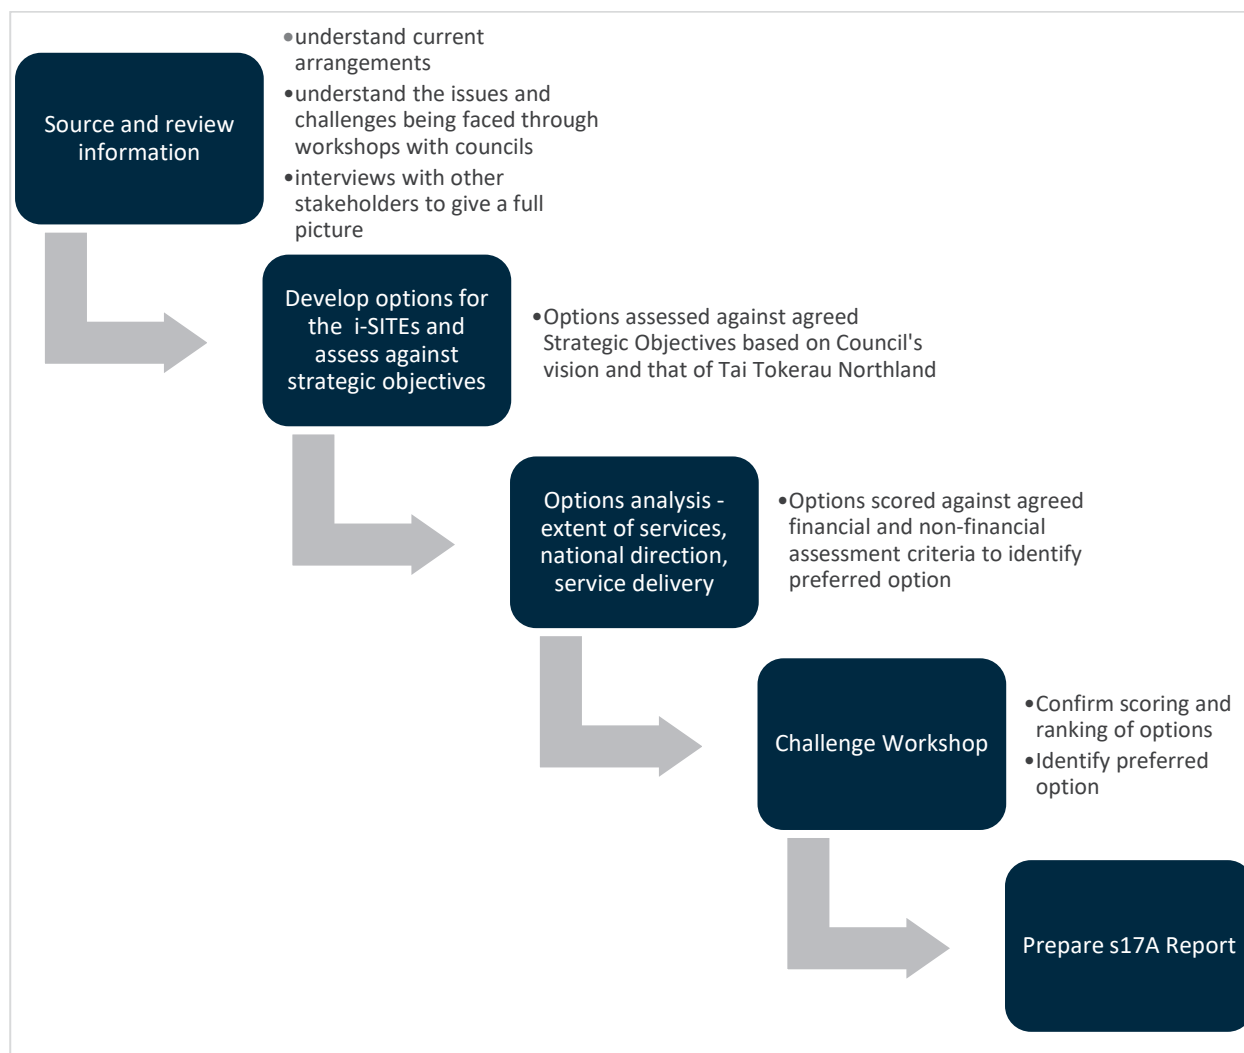 Source and review
information
•understand current
arrangements
•understand the issues and
challenges being faced through
workshops with councils
•interviews with other
stakeholders to give a full
picture
Develop options for
the i-SITEs and
assess against
strategic objectives
•Options assessed against agreed
Strategic Objectives based on Council's
vision and that of Tai Tokerau Northland
Options analysis -
extent of services,
national direction,
service delivery
•Options scored against agreed
financial and non-financial
assessment criteria to identify
preferred option
Challenge Workshop
•Confirm scoring and
ranking of options
•Identify preferred
option
Prepare s17A Report